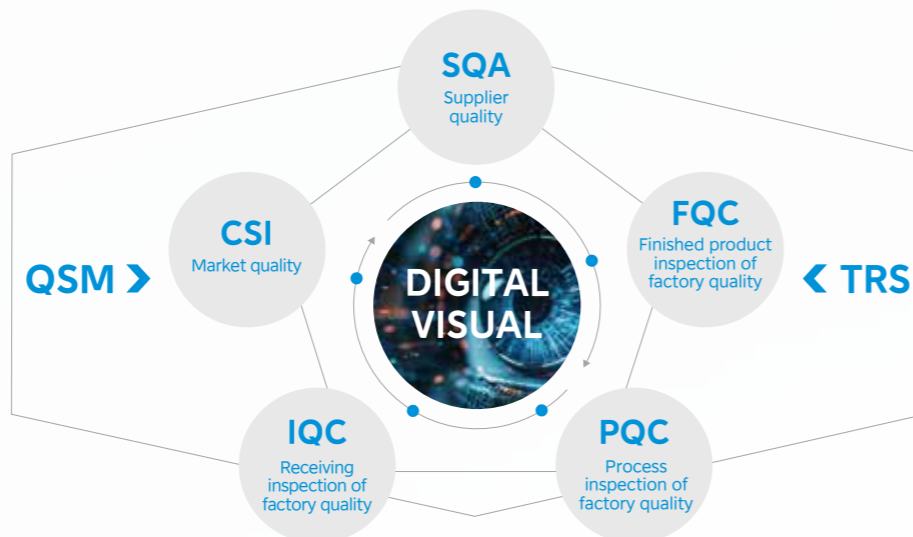 SQA
Supplier
quality
CSI
Market quality
FQC
Finished product
inspection of
factory quality
QSM
DIGITAL
VISUAL
TRS
IQC
Receiving
inspection of
factory quality
PQC
Process
inspection of
factory quality